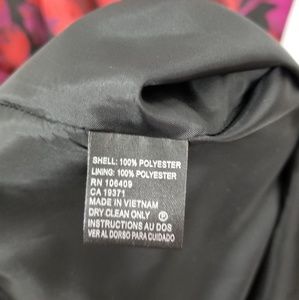 SHELL: 100% POLYESTER
LINING: 100% POLYESTER
RN 106409
CA 19371
MADE IN VIETNAM
DRY CLEAN ONLY ®
INSTRUCTIONS AU DOS
VER AL DORSO PARA CUIDADO